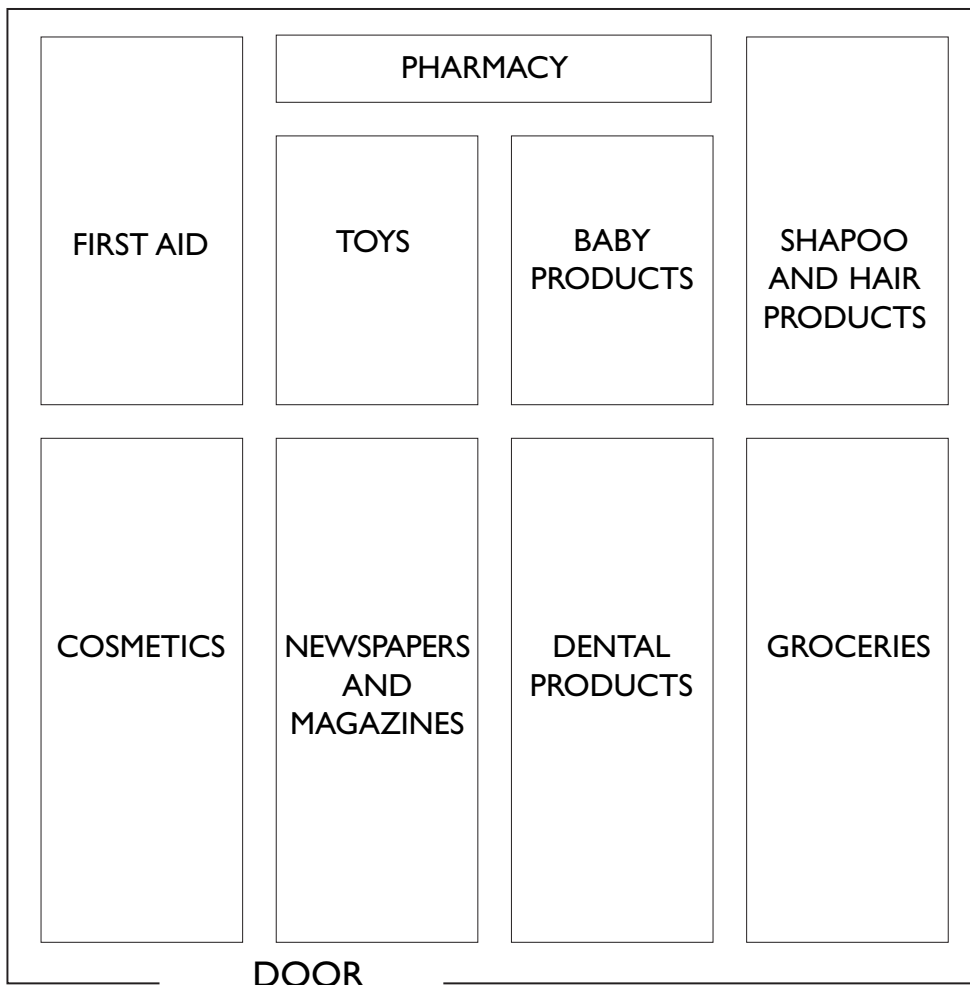 PHARMACY
FIRST AID
TOYS
BABY
PRODUCTS
SHAPOO
AND HAIR
PRODUCTS
COSMETICS
NEWSPAPERS
AND
MAGAZINES
DENTAL
PRODUCTS
GROCERIES
DOOR